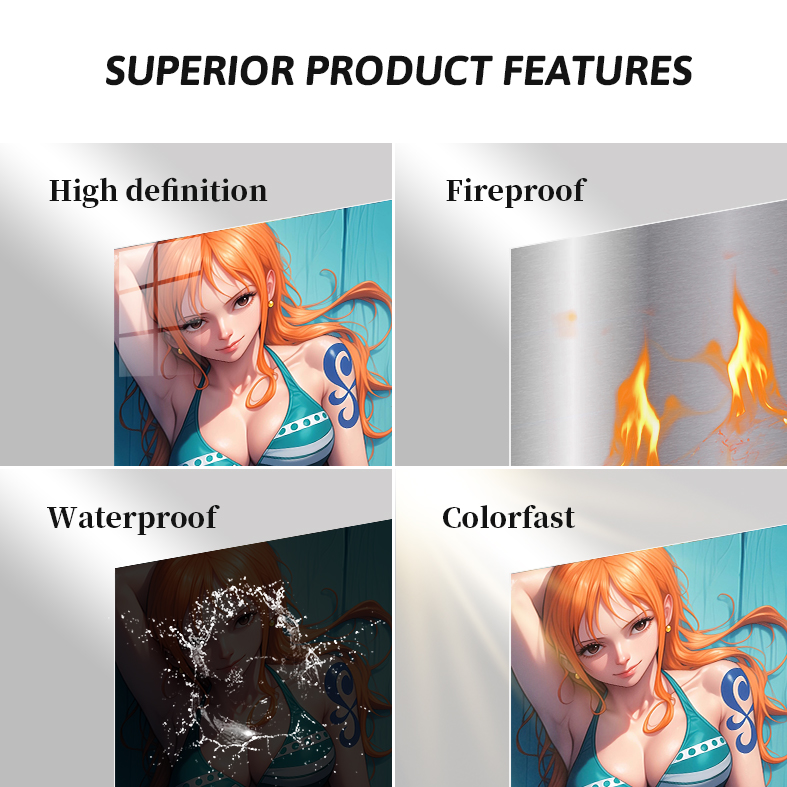 SUPERIOR PRODUCT FEATURES
High definition
Fireproof
Waterproof
Colorfast